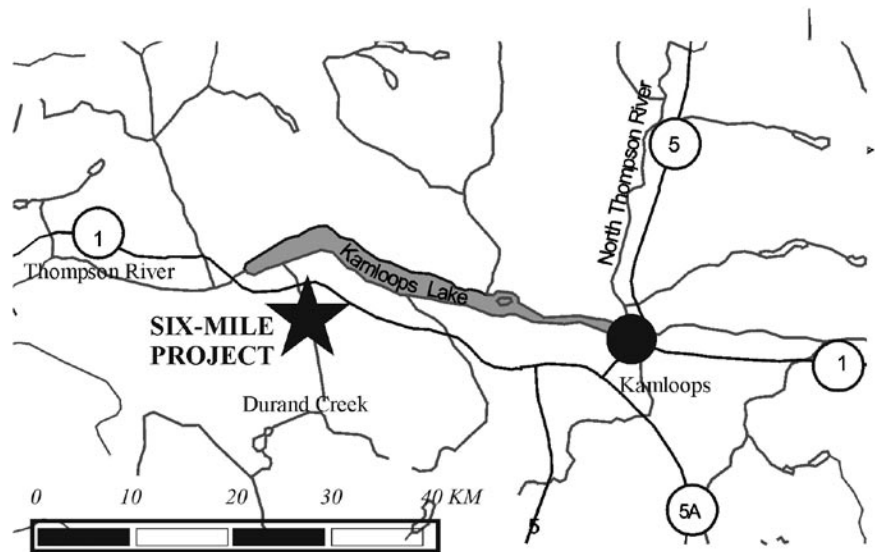 North Thompson River
5
1
Thompson River
Kamloops Lake
SIX-MILE
PROJECT
Kamloops
1
Durand Creek
0 10 20 30 40 KM
5
5A